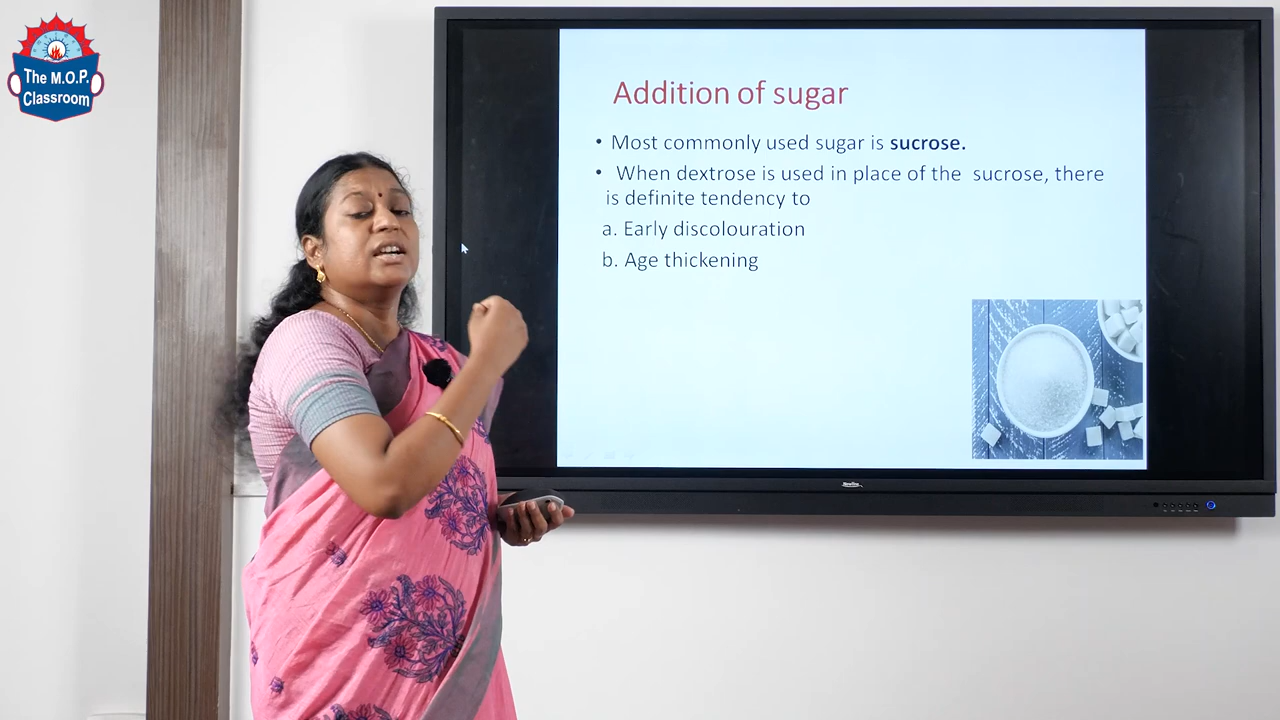 The M.O.P.
Classroom
Addition of sugar
• Most commonly used sugar is sucrose.
• When dextrose is used in place of the sucrose, there
is definite tendency to
a. Early discolouration
b. Age thickening